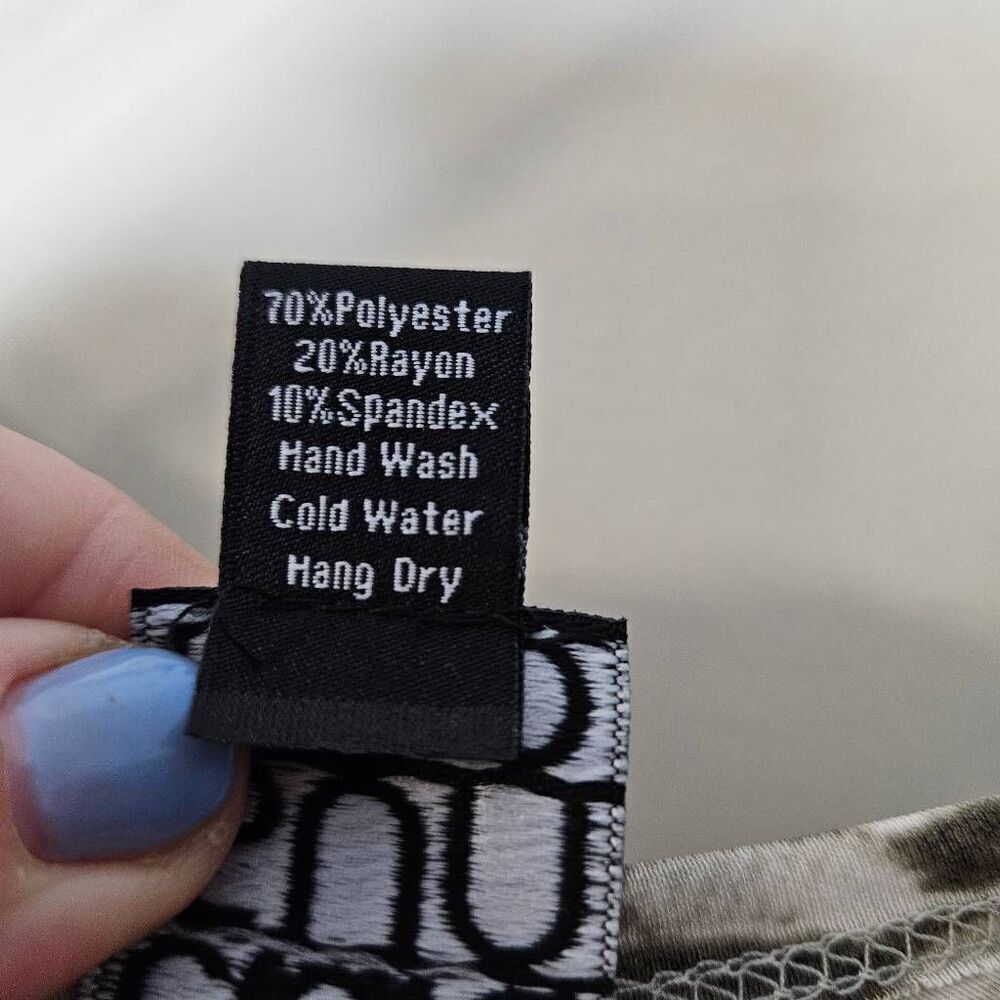 70%Polyester
20%Rayon
10%Spandex
Hand Wash
Cold Water
Hang Dry